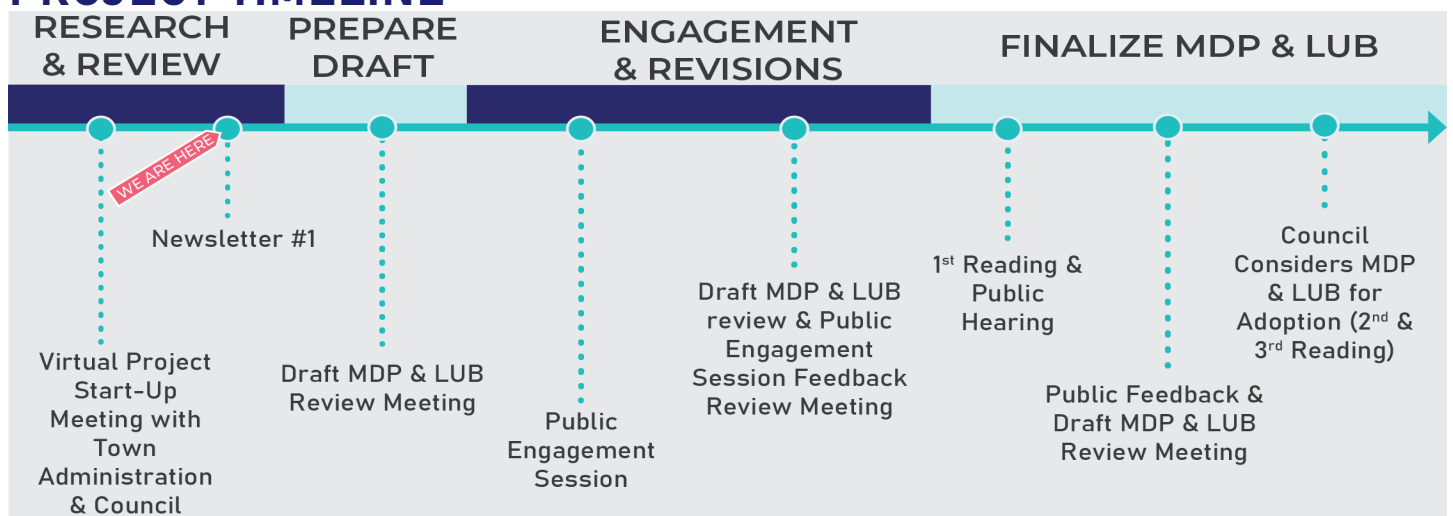 PROJECT TIMELINE
RESEARCH
& REVIEW
PREPARE
DRAFT
ENGAGEMENT
& REVISIONS
FINALIZE MDP & LUB
WE ARE HERE
Newsletter #1
Virtual Project
Start-Up
Meeting with
Town
Administration
& Council
Draft MDP & LUB
Review Meeting
Public
Engagement
Session
Draft MDP & LUB
review & Public
Engagement
Session Feedback
Review Meeting
1st Reading &
Public
Hearing
Public Feedback &
Draft MDP & LUB
Review Meeting
Council
Considers MDP
& LUB for
Adoption (2nd &
3rd Reading)